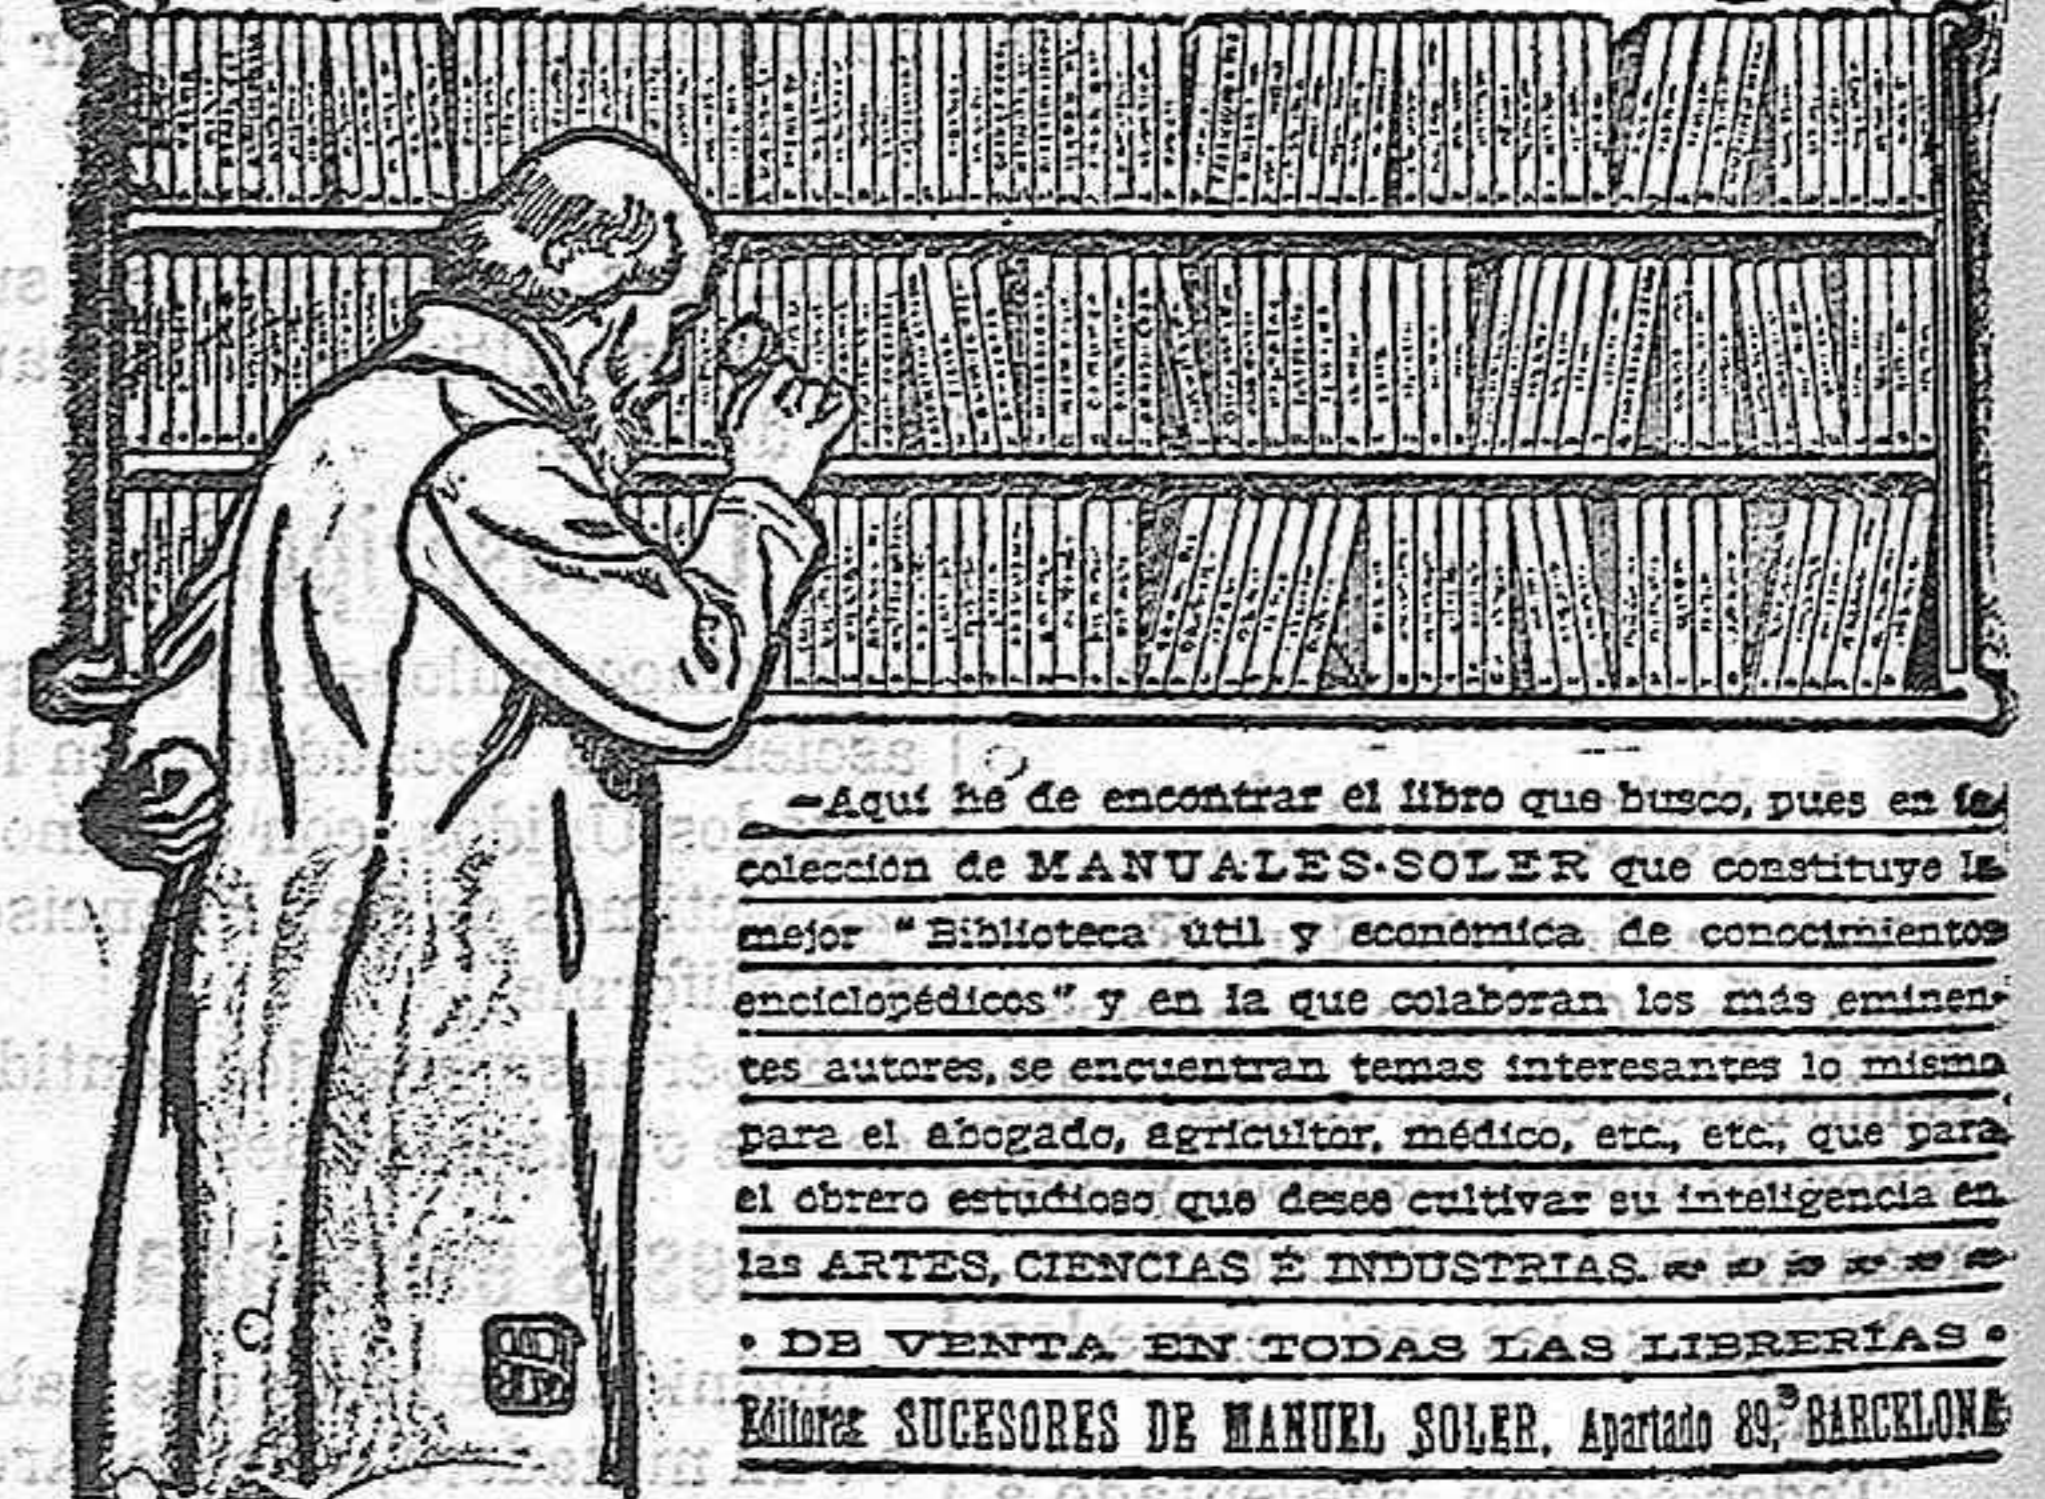 —Aquí he de encontrar el libro que busco, pues en la
colección de MANUALES-SOLER que constituye la
mejor "Biblioteca útil y económica de conocimientos
enciclopédicos" y en la que colaboran los más eminen-
tes autores, se encuentran temas interesantes lo mismo
para el abogado, agricultor, médico, etc., etc., que para
el obrero estudioso que desee cultivar su inteligencia en
las ARTES, CIENCIAS É INDUSTRIAS.
• DE VENTA EN TODAS LAS LIBRERÍAS •
Editores: SUCESORES DE MANUEL SOLER. Apartado 89, BARCELONA